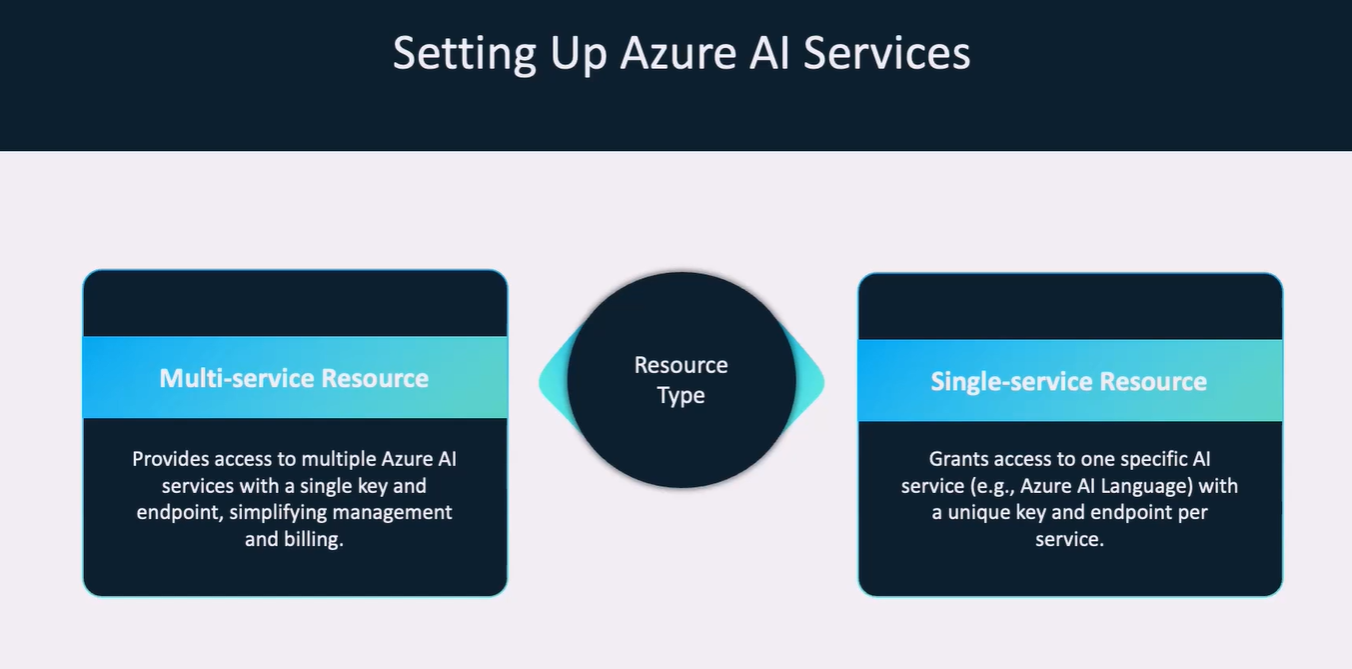 Setting Up Azure AI Services
Multi-service Resource
Provides access to multiple Azure AI
services with a single key and
endpoint, simplifying management
and billing.
Resource
Type
Single-service Resource
Grants access to one specific AI
service (e.g., Azure AI Language) with
a unique key and endpoint per
service.